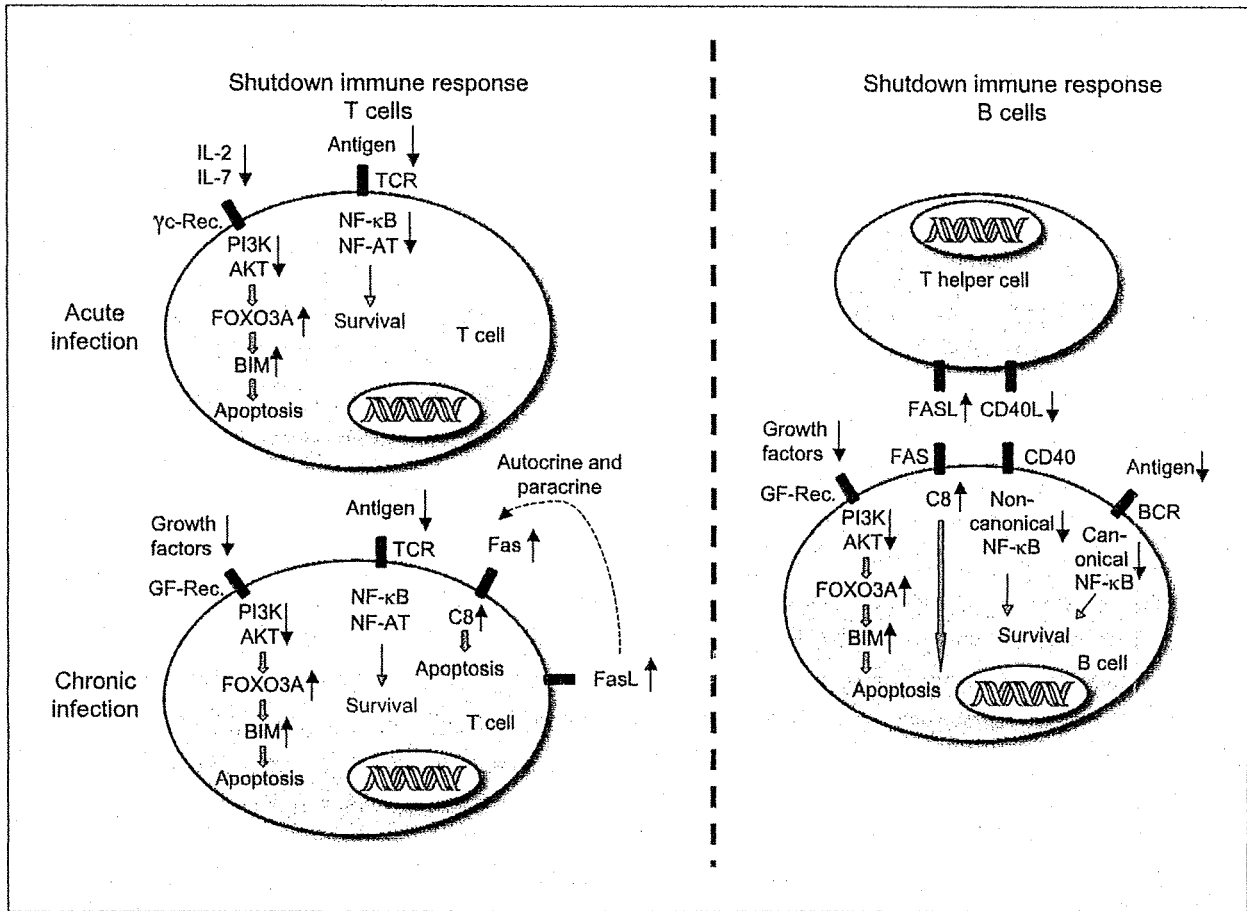 Shutdown immune response
T cells
IL-2 ↓
IL-7
Antigen ↓
TCR
γc-Rec.
PI3K ↓
AKT
FOXO3A ↑
BIM ↑
Apoptosis
NF-κB ↓
NF-AT
Survival
T cell
Acute
infection
Growth ↓
factors
GF-Rec.
PI3K ↓
AKT
FOXO3A ↑
BIM ↑
Apoptosis
Antigen ↓
TCR
NF-κB
NF-AT
Survival
Autocrine and
paracrine
Fas ↑
C8 ↑
Apoptosis
FasL ↑
T cell
Chronic
infection
Shutdown immune response
B cells
T helper cell
FASL ↑ CD40L ↓
FAS
CD40
Growth ↓
factors
GF-Rec.
PI3K ↓
AKT
FOXO3A ↑
BIM ↑
Apoptosis
C8 ↑
Non-
canonical ↓
NF-κB
Antigen ↓
BCR
Can-
onical ↓
NF-κB
Survival
B cell